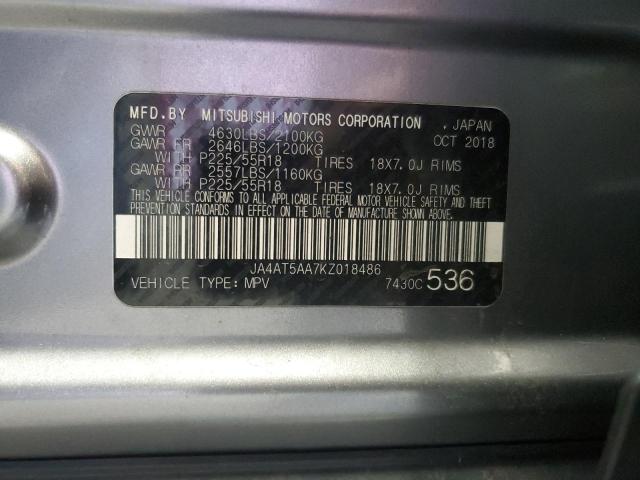 MFD.BY MITSUBISHI MOTORS CORPORATION , JAPAN
GVWR 4630LBS/2100KG OCT 2018
GAWR FR 2646LBS/1200KG
WITH P225/55R18 TIRES 18X7.0J RIMS
GAWR RR 2557LBS/1160KG
WITH P225/55R18 TIRES 18X7.0J RIMS
THIS VEHICLE CONFORMS TO ALL APPLICABLE FEDERAL MOTOR VEHICLE SAFETY AND THEFT
PREVENTION STANDARDS IN EFFECT ON THE DATE OF MANUFACTURE SHOWN ABOVE.
JA4AT5AA7KZ018486
VEHICLE TYPE: MPV 7430C 536